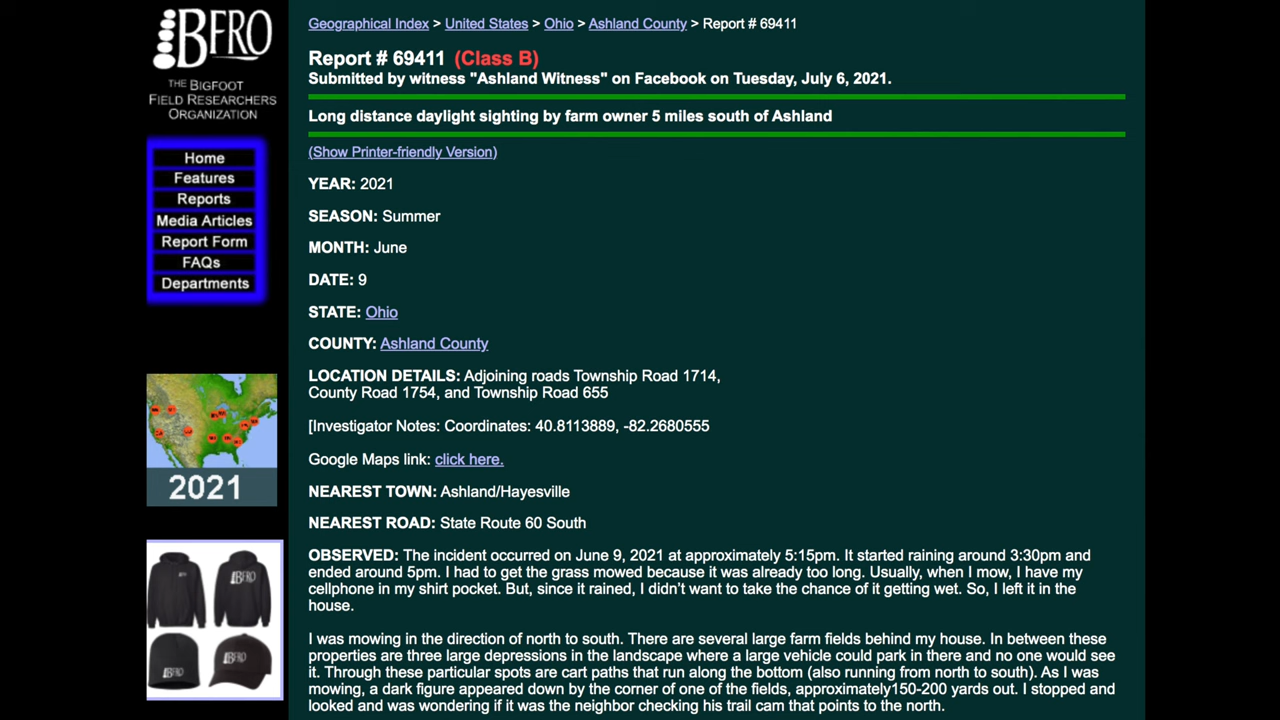 BFRO
THE BIGFOOT
FIELD RESEARCHERS
ORGANIZATION
Home
Features
Reports
Media Articles
Report Form
FAQs
Departments
2021
BFRO
BFRO
BFRO
Geographical Index > United States > Ohio > Ashland County > Report # 69411
Report # 69411 (Class B)
Submitted by witness "Ashland Witness" on Facebook on Tuesday, July 6, 2021.
Long distance daylight sighting by farm owner 5 miles south of Ashland
(Show Printer-friendly Version)
YEAR: 2021
SEASON: Summer
MONTH: June
DATE: 9
STATE: Ohio
COUNTY: Ashland County
LOCATION DETAILS: Adjoining roads Township Road 1714,
County Road 1754, and Township Road 655
[Investigator Notes: Coordinates: 40.8113889, -82.2680555
Google Maps link: click here.
NEAREST TOWN: Ashland/Hayesville
NEAREST ROAD: State Route 60 South
OBSERVED: The incident occurred on June 9, 2021 at approximately 5:15pm. It started raining around 3:30pm and
ended around 5pm. I had to get the grass mowed because it was already too long. Usually, when I mow, I have my
cellphone in my shirt pocket. But, since it rained, I didn't want to take the chance of it getting wet. So, I left it in the
house.
I was mowing in the direction of north to south. There are several large farm fields behind my house. In between these
properties are three large depressions in the landscape where a large vehicle could park in there and no one would see
it. Through these particular spots are cart paths that run along the bottom (also running from north to south). As I was
mowing, a dark figure appeared down by the corner of one of the fields, approximately150-200 yards out. I stopped and
looked and was wondering if it was the neighbor checking his trail cam that points to the north.